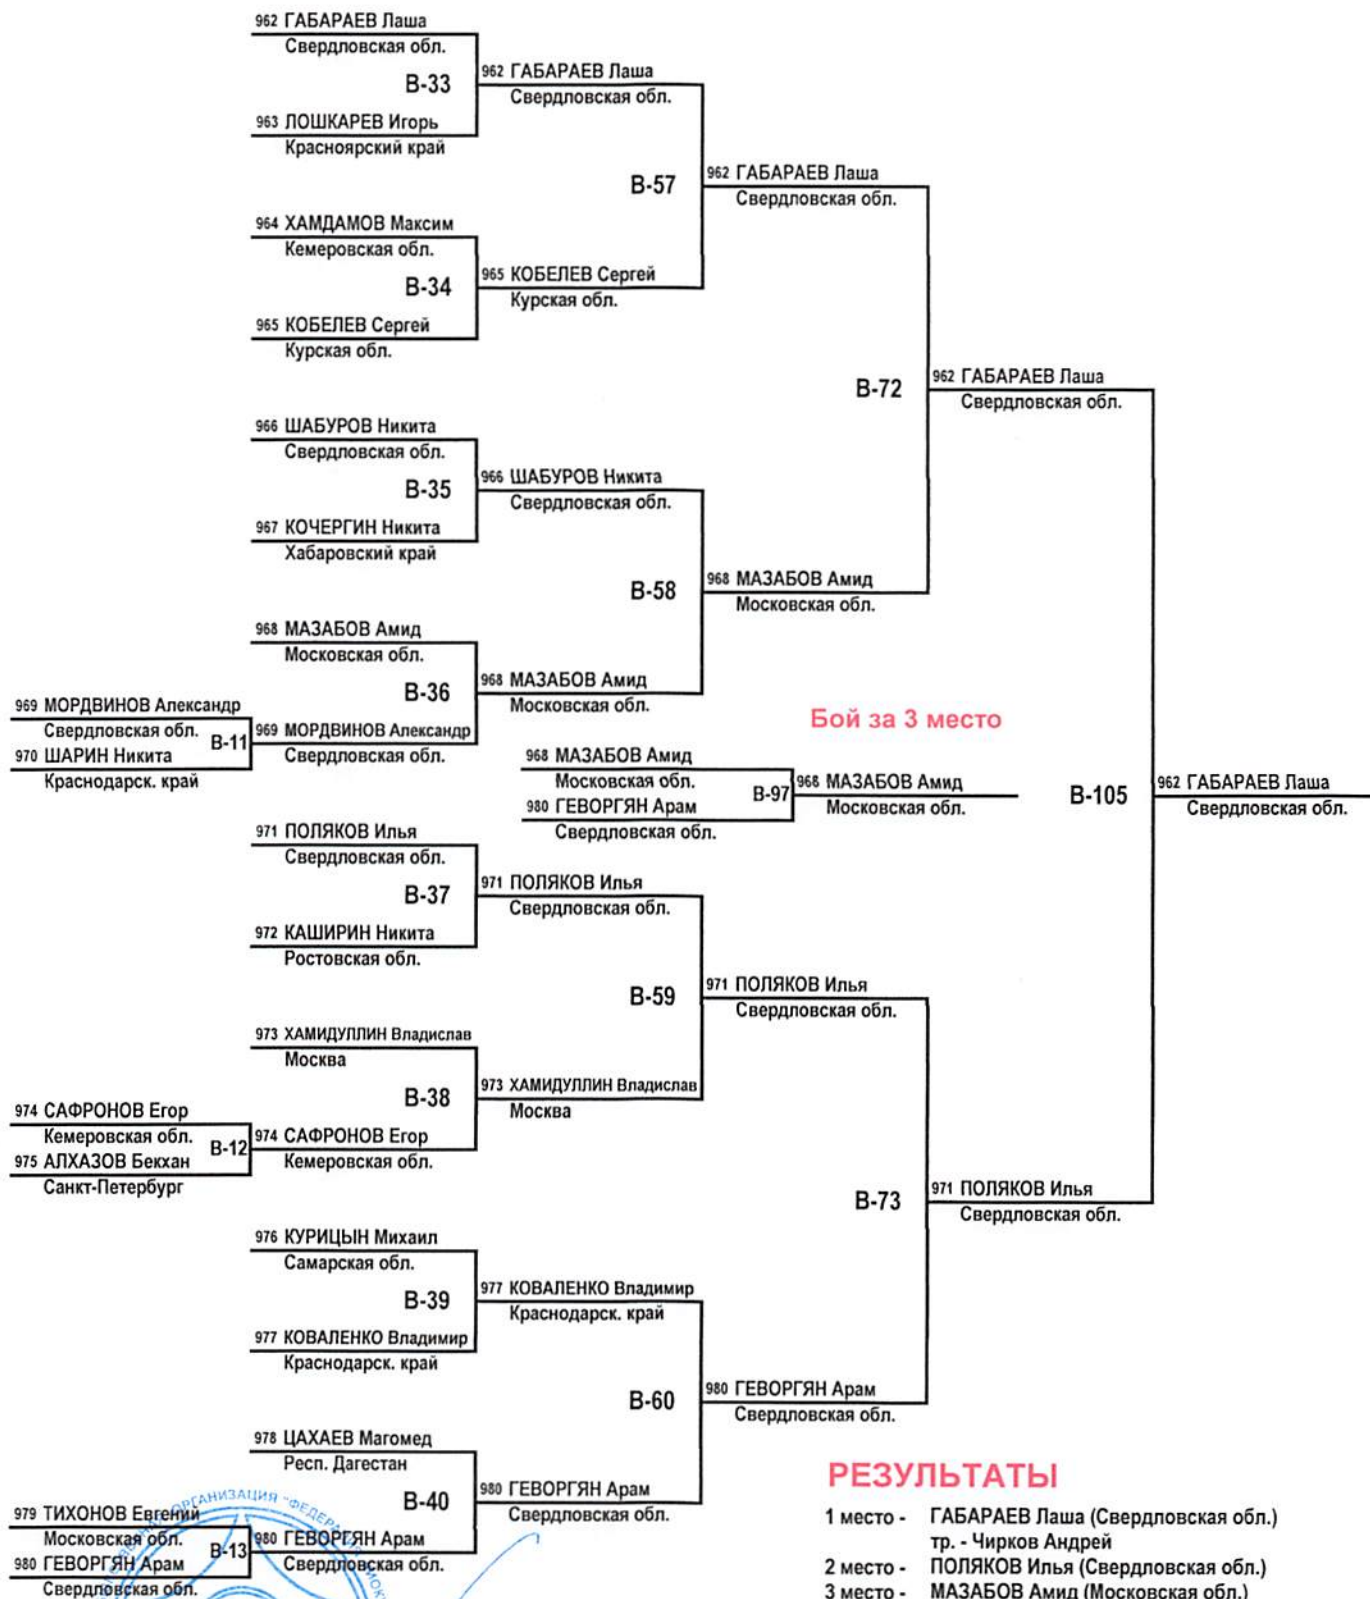 962 ГАБАРАЕВ Лаша
Свердловская обл.
В-33
963 ЛОШКАРЕВ Игорь
Красноярский край
962 ГАБАРАЕВ Лаша
Свердловская обл.
В-57
964 ХАМДАМОВ Максим
Кемеровская обл.
В-34
965 КОБЕЛЕВ Сергей
Курская обл.
965 КОБЕЛЕВ Сергей
Курская обл.
962 ГАБАРАЕВ Лаша
Свердловская обл.
В-72
966 ШАБУРОВ Никита
Свердловская обл.
В-35
967 КОЧЕРГИН Никита
Хабаровский край
966 ШАБУРОВ Никита
Свердловская обл.
В-58
968 МАЗАБОВ Амид
Московская обл.
В-36
969 МОРДВИНОВ Александр
Свердловская обл.
В-11
970 ШАРИН Никита
Краснодарск. край
969 МОРДВИНОВ Александр
Свердловская обл.
968 МАЗАБОВ Амид
Московская обл.
968 МАЗАБОВ Амид
Московская обл.
962 ГАБАРАЕВ Лаша
Свердловская обл.
Бой за 3 место
968 МАЗАБОВ Амид
Московская обл.
В-97
980 ГЕВОРГЯН Арам
Свердловская обл.
968 МАЗАБОВ Амид
Московская обл.
В-105
962 ГАБАРАЕВ Лаша
Свердловская обл.
971 ПОЛЯКОВ Илья
Свердловская обл.
В-37
972 КАШИРИН Никита
Ростовская обл.
971 ПОЛЯКОВ Илья
Свердловская обл.
В-59
973 ХАМИДУЛЛИН Владислав
Москва
В-38
974 САФРОНОВ Егор
Кемеровская обл.
В-12
975 АЛХАЗОВ Бекхан
Санкт-Петербург
974 САФРОНОВ Егор
Кемеровская обл.
973 ХАМИДУЛЛИН Владислав
Москва
971 ПОЛЯКОВ Илья
Свердловская обл.
В-73
971 ПОЛЯКОВ Илья
Свердловская обл.
976 КУРИЦЫН Михаил
Самарская обл.
В-39
977 КОВАЛЕНКО Владимир
Краснодарск. край
977 КОВАЛЕНКО Владимир
Краснодарск. край
В-60
980 ГЕВОРГЯН Арам
Свердловская обл.
978 ЦАХАЕВ Магомед
Респ. Дагестан
В-40
979 ТИХОНОВ Евгений
Московская обл.
В-13
980 ГЕВОРГЯН Арам
Свердловская обл.
980 ГЕВОРГЯН Арам
Свердловская обл.
980 ГЕВОРГЯН Арам
Свердловская обл.
ОРГАНИЗАЦИЯ "ФЕДЕРАЦИЯ
РЕЗУЛЬТАТЫ
1 место - ГАБАРАЕВ Лаша (Свердловская обл.)
тр. - Чирков Андрей
2 место - ПОЛЯКОВ Илья (Свердловская обл.)
3 место - МАЗАБОВ Амид (Московская обл.)